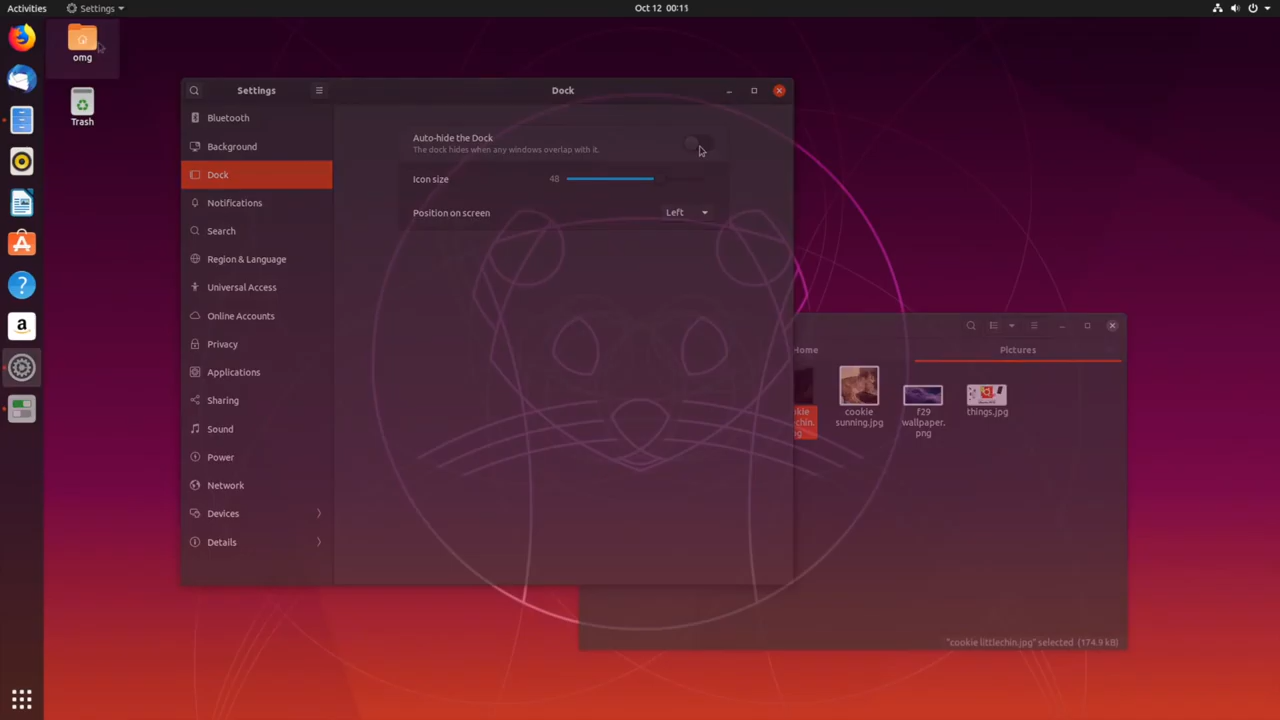 Activities
Settings
Oct 12 00:11
omg
Trash
Settings
Dock
Bluetooth
Background
Dock
Notifications
Search
Region & Language
Universal Access
Online Accounts
Privacy
Applications
Sharing
Sound
Power
Network
Devices
Details
Auto-hide the Dock
The dock hides when any windows overlap with it.
Icon size
48
Position on screen
Left
Home
Pictures
cookie
sunning.jpg
f29
wallpaper.
png
things.jpg
"cookie littlechin.jpg" selected (174.9 kB)